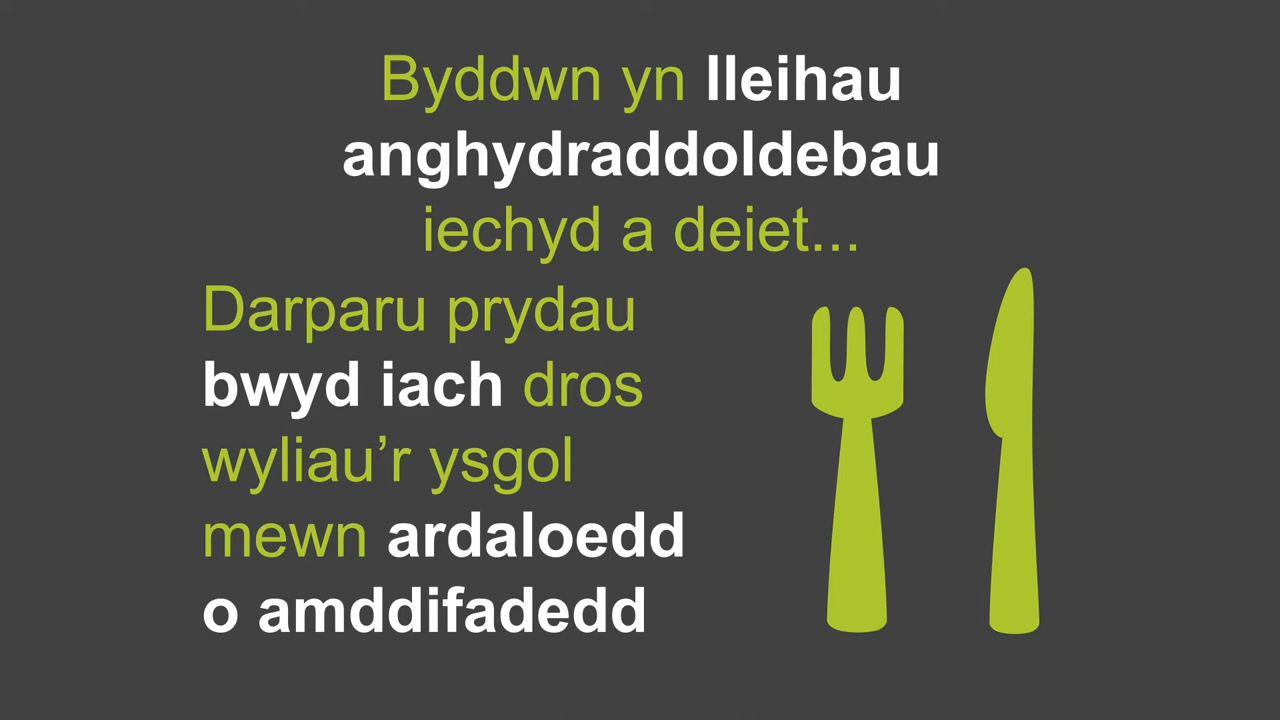 Byddwn yn lleihau
anghydraddoldebau
iechyd a deiet...
Darparu prydau
bwyd iach dros
wyliau’r ysgol
mewn ardaloedd
o amddifadedd